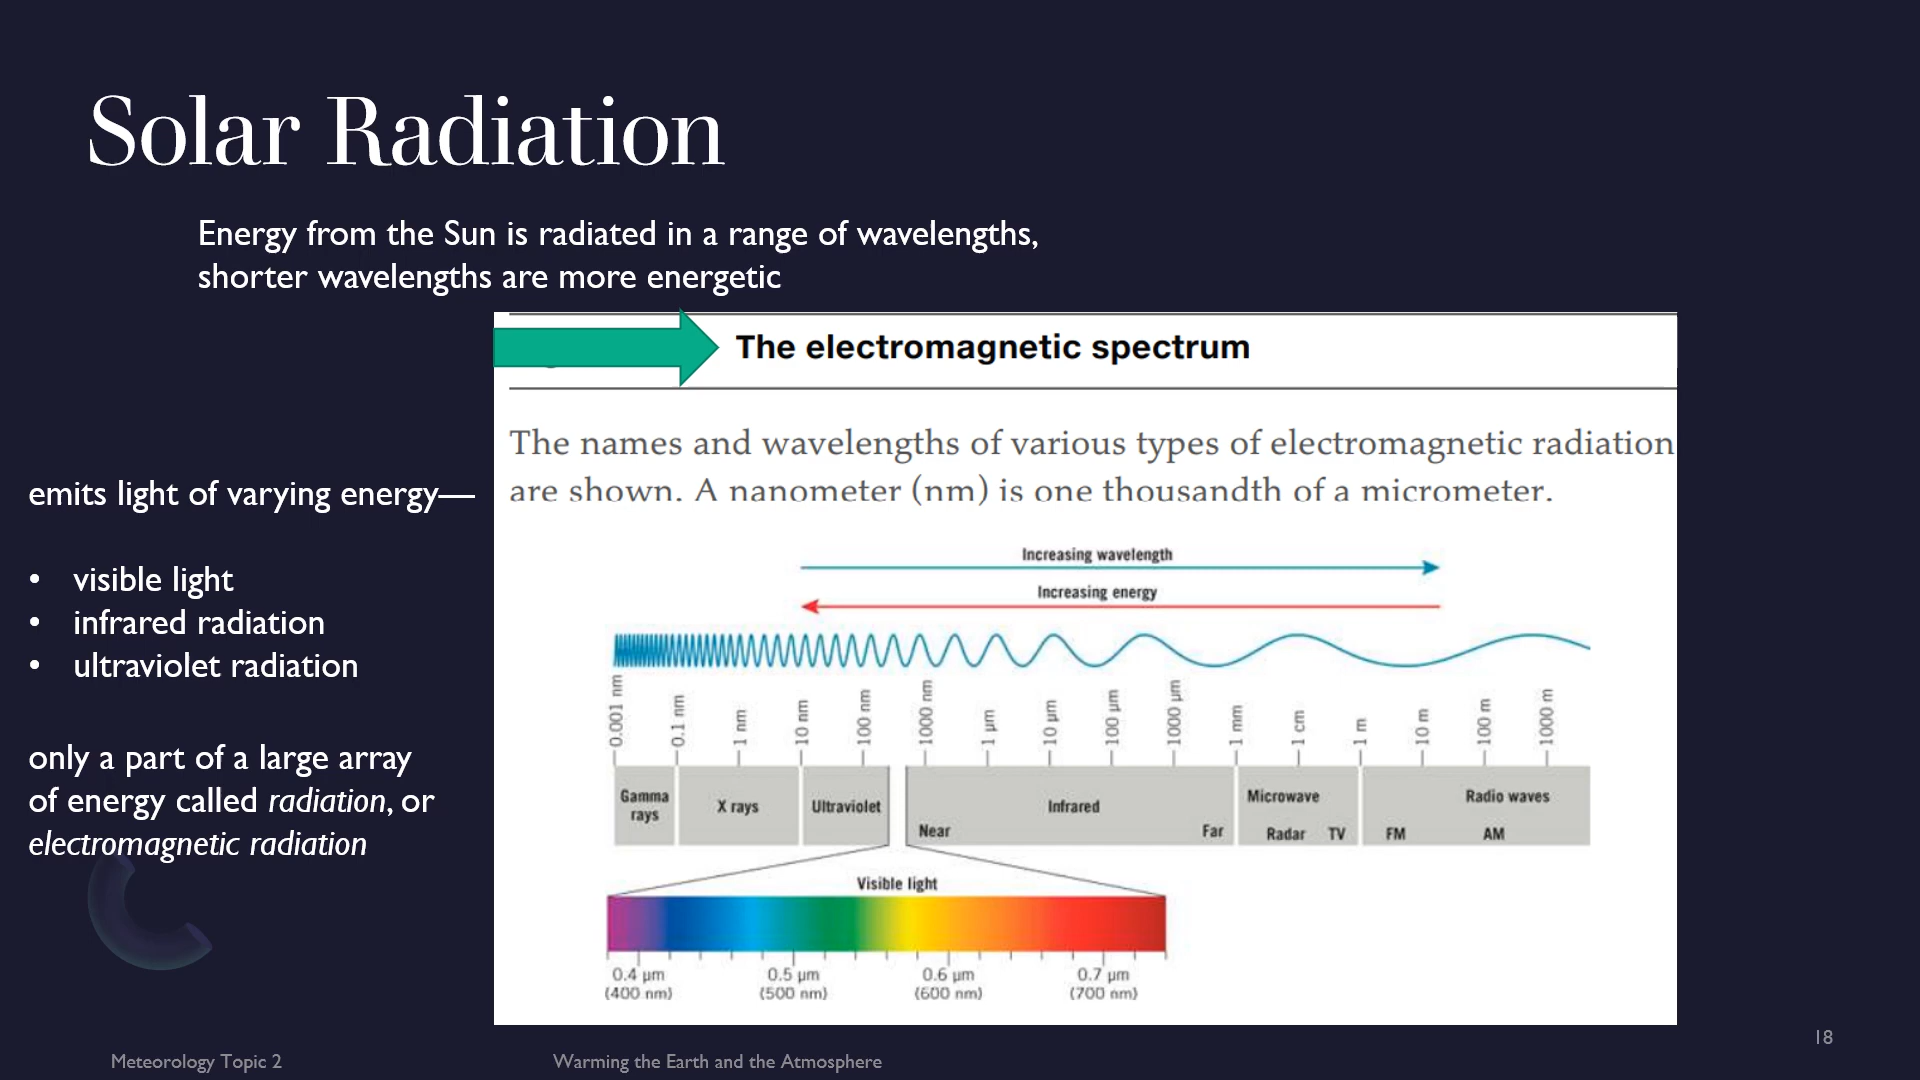 Solar Radiation
Energy from the Sun is radiated in a range of wavelengths,
shorter wavelengths are more energetic
The electromagnetic spectrum
The names and wavelengths of various types of electromagnetic radiation
are shown. A nanometer (nm) is one thousandth of a micrometer.
emits light of varying energy—
• visible light
• infrared radiation
• ultraviolet radiation
only a part of a large array
of energy called radiation, or
electromagnetic radiation
Increasing wavelength
Increasing energy
0.001 nm
0.1 nm
1 nm
10 nm
100 nm
1000 nm
1 µm
10 µm
100 µm
1000 µm
1 mm
1 cm
1 m
10 m
100 m
1000 m
Gamma
rays
X rays
Ultraviolet
Infrared
Near
Far
Microwave
Radar TV
Radio waves
FM
AM
Visible light
0.4 µm
(400 nm)
0.5 µm
(500 nm)
0.6 µm
(600 nm)
0.7 µm
(700 nm)
Meteorology Topic 2
Warming the Earth and the Atmosphere
18